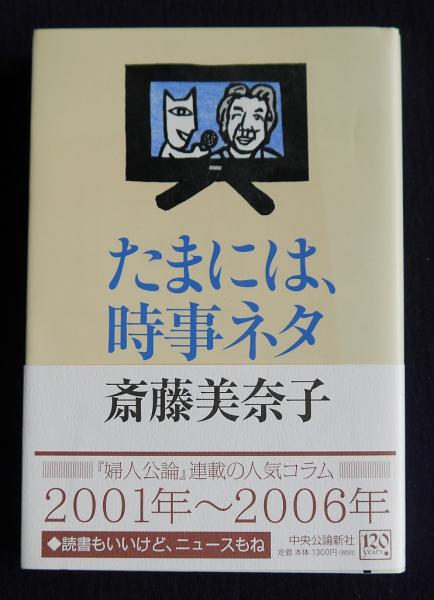 たまには、
時事ネタ
斎藤美奈子
『婦人公論』連載の人気コラム
2001年〜2006年
◆読書もいいけど、ニュースもね
中央公論新社
定価 本体 1300円(税別)
120
years.